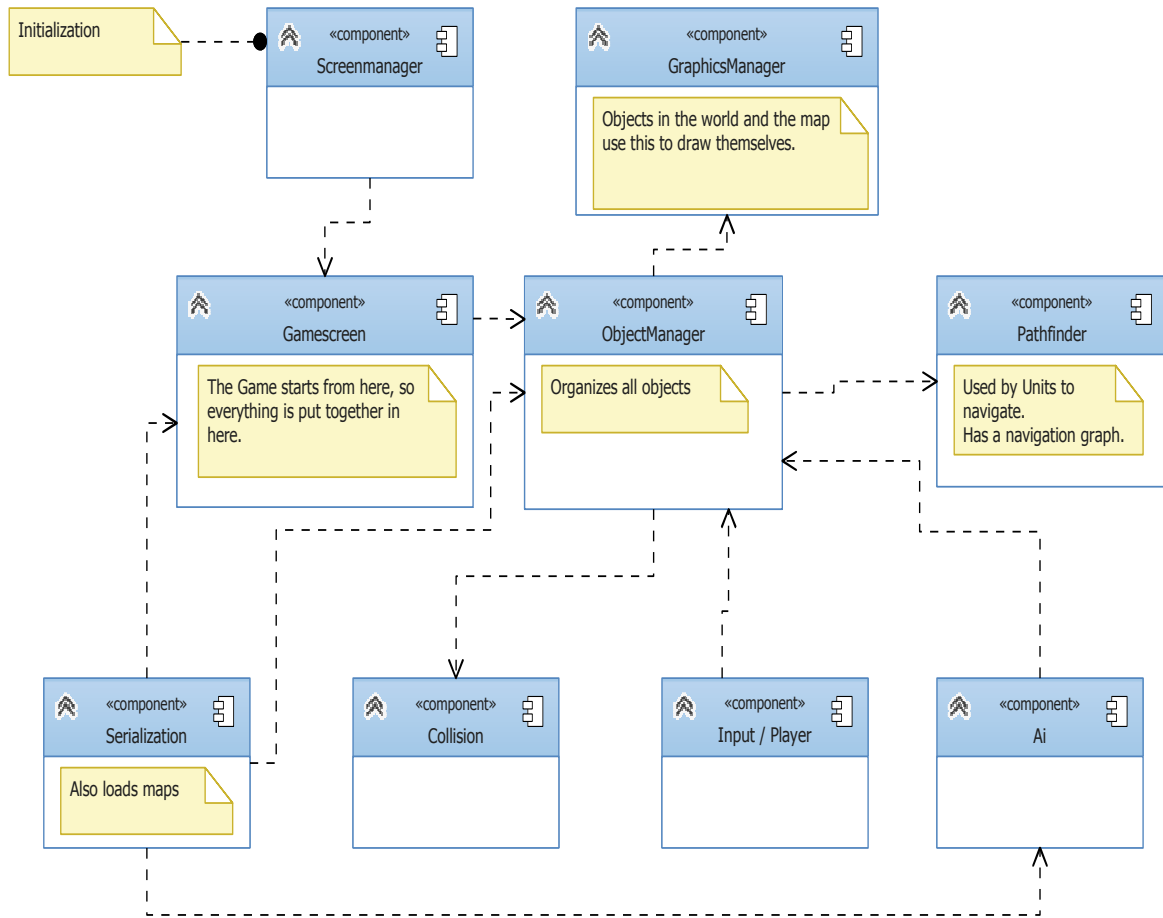 Initialization
«component»
Screenmanager
«component»
GraphicsManager
Objects in the world and the map
use this to draw themselves.
«component»
Gamescreen
The Game starts from here, so
everything is put together in
here.
«component»
ObjectManager
Organizes all objects
«component»
Pathfinder
Used by Units to
navigate.
Has a navigation graph.
«component»
Serialization
Also loads maps
«component»
Collision
«component»
Input / Player
«component»
Ai